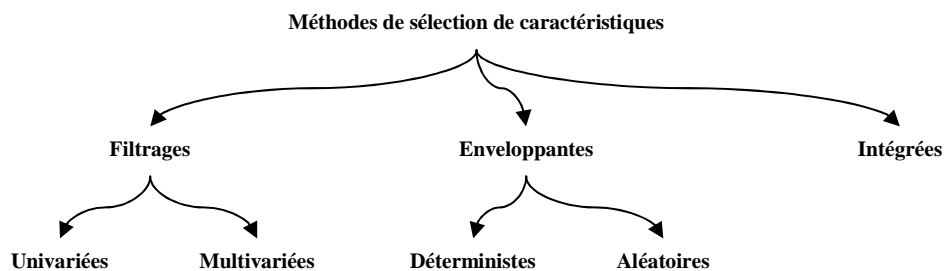 Méthodes de sélection de caractéristiques
Filtrages Enveloppantes Intégrées
Univariées Multivariées Déterministes Aléatoires